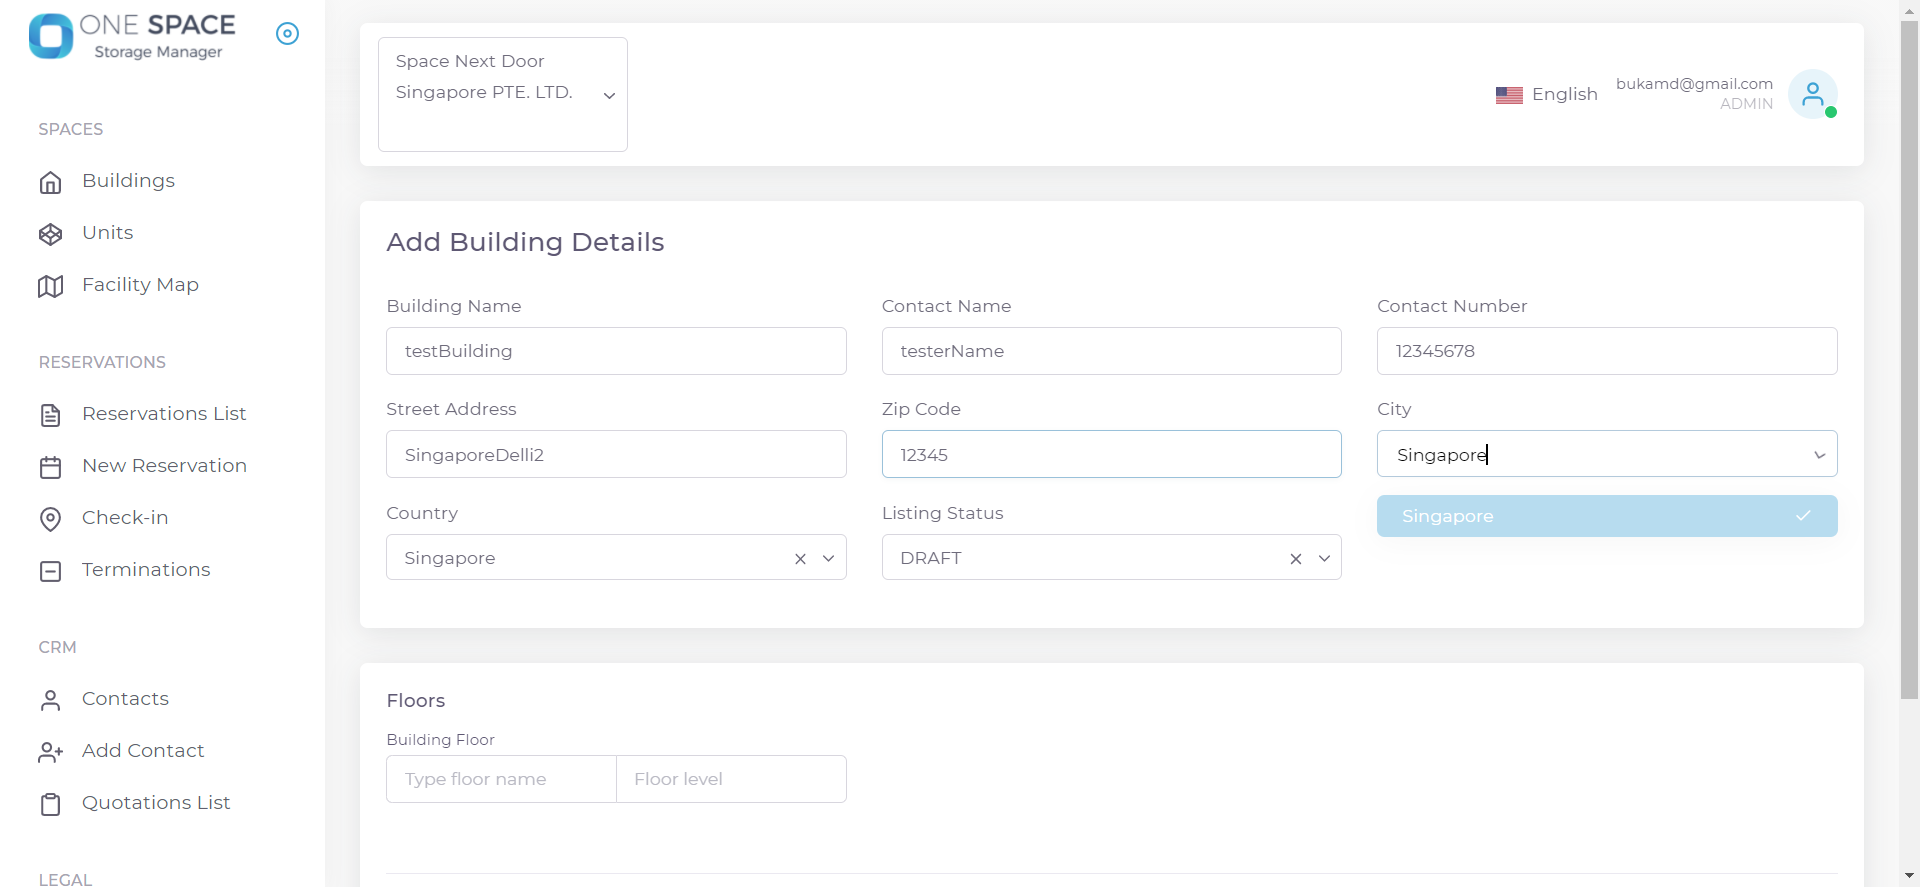 ONE SPACE
Storage Manager
SPACES
Buildings
Units
Facility Map
RESERVATIONS
Reservations List
New Reservation
Check-in
Terminations
CRM
Contacts
Add Contact
Quotations List
LEGAL
Space Next Door
Singapore PTE. LTD.
English
bukamd@gmail.com
ADMIN
Add Building Details
Building Name
Contact Name
Contact Number
testBuilding
testerName
12345678
Street Address
Zip Code
City
SingaporeDelli2
12345
Singapore
Country
Listing Status
Singapore
Singapore
DRAFT
Floors
Building Floor
Type floor name
Floor level